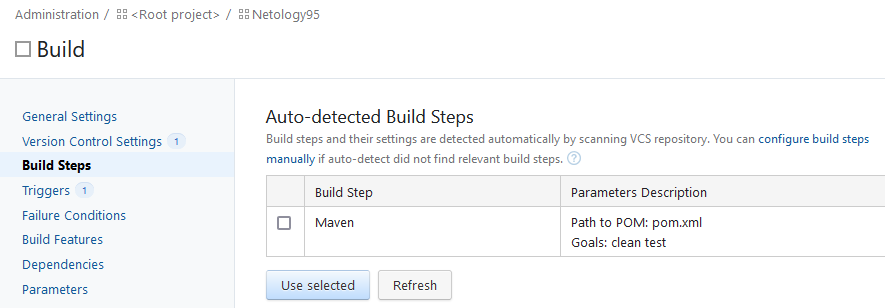 Administration / <Root project> / Netology95
Build
General Settings
Version Control Settings 1
Build Steps
Triggers 1
Failure Conditions
Build Features
Dependencies
Parameters
Auto-detected Build Steps
Build steps and their settings are detected automatically by scanning VCS repository. You can configure build steps
manually if auto-detect did not find relevant build steps. ?
Build Step Parameters Description
Maven Path to POM: pom.xml
Goals: clean test
Use selected Refresh